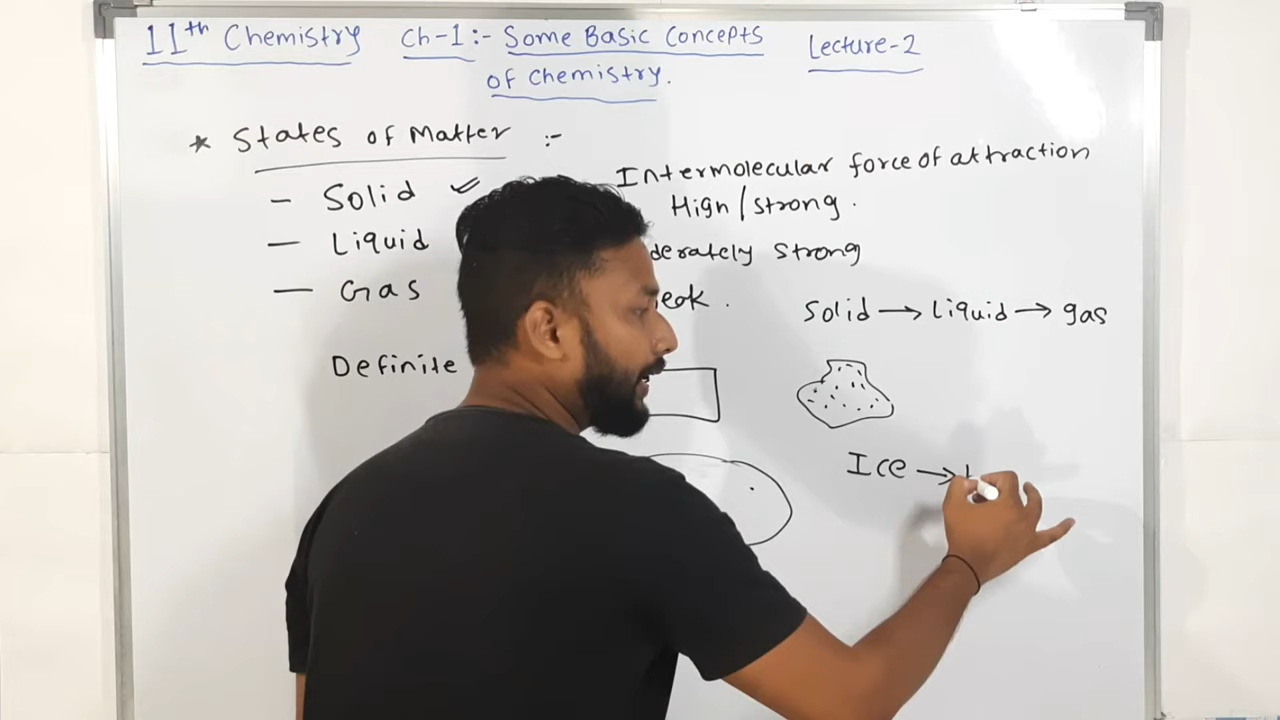 11th Chemistry Ch-1:- Some Basic Concepts Lecture-2
of Chemistry.
* States of Matter :-
Intermolecular force of attraction
- Solid ✓ High/strong.
- Liquid derately strong
- Gas eak.
Solid → Liquid → gas
Definite
Ice →